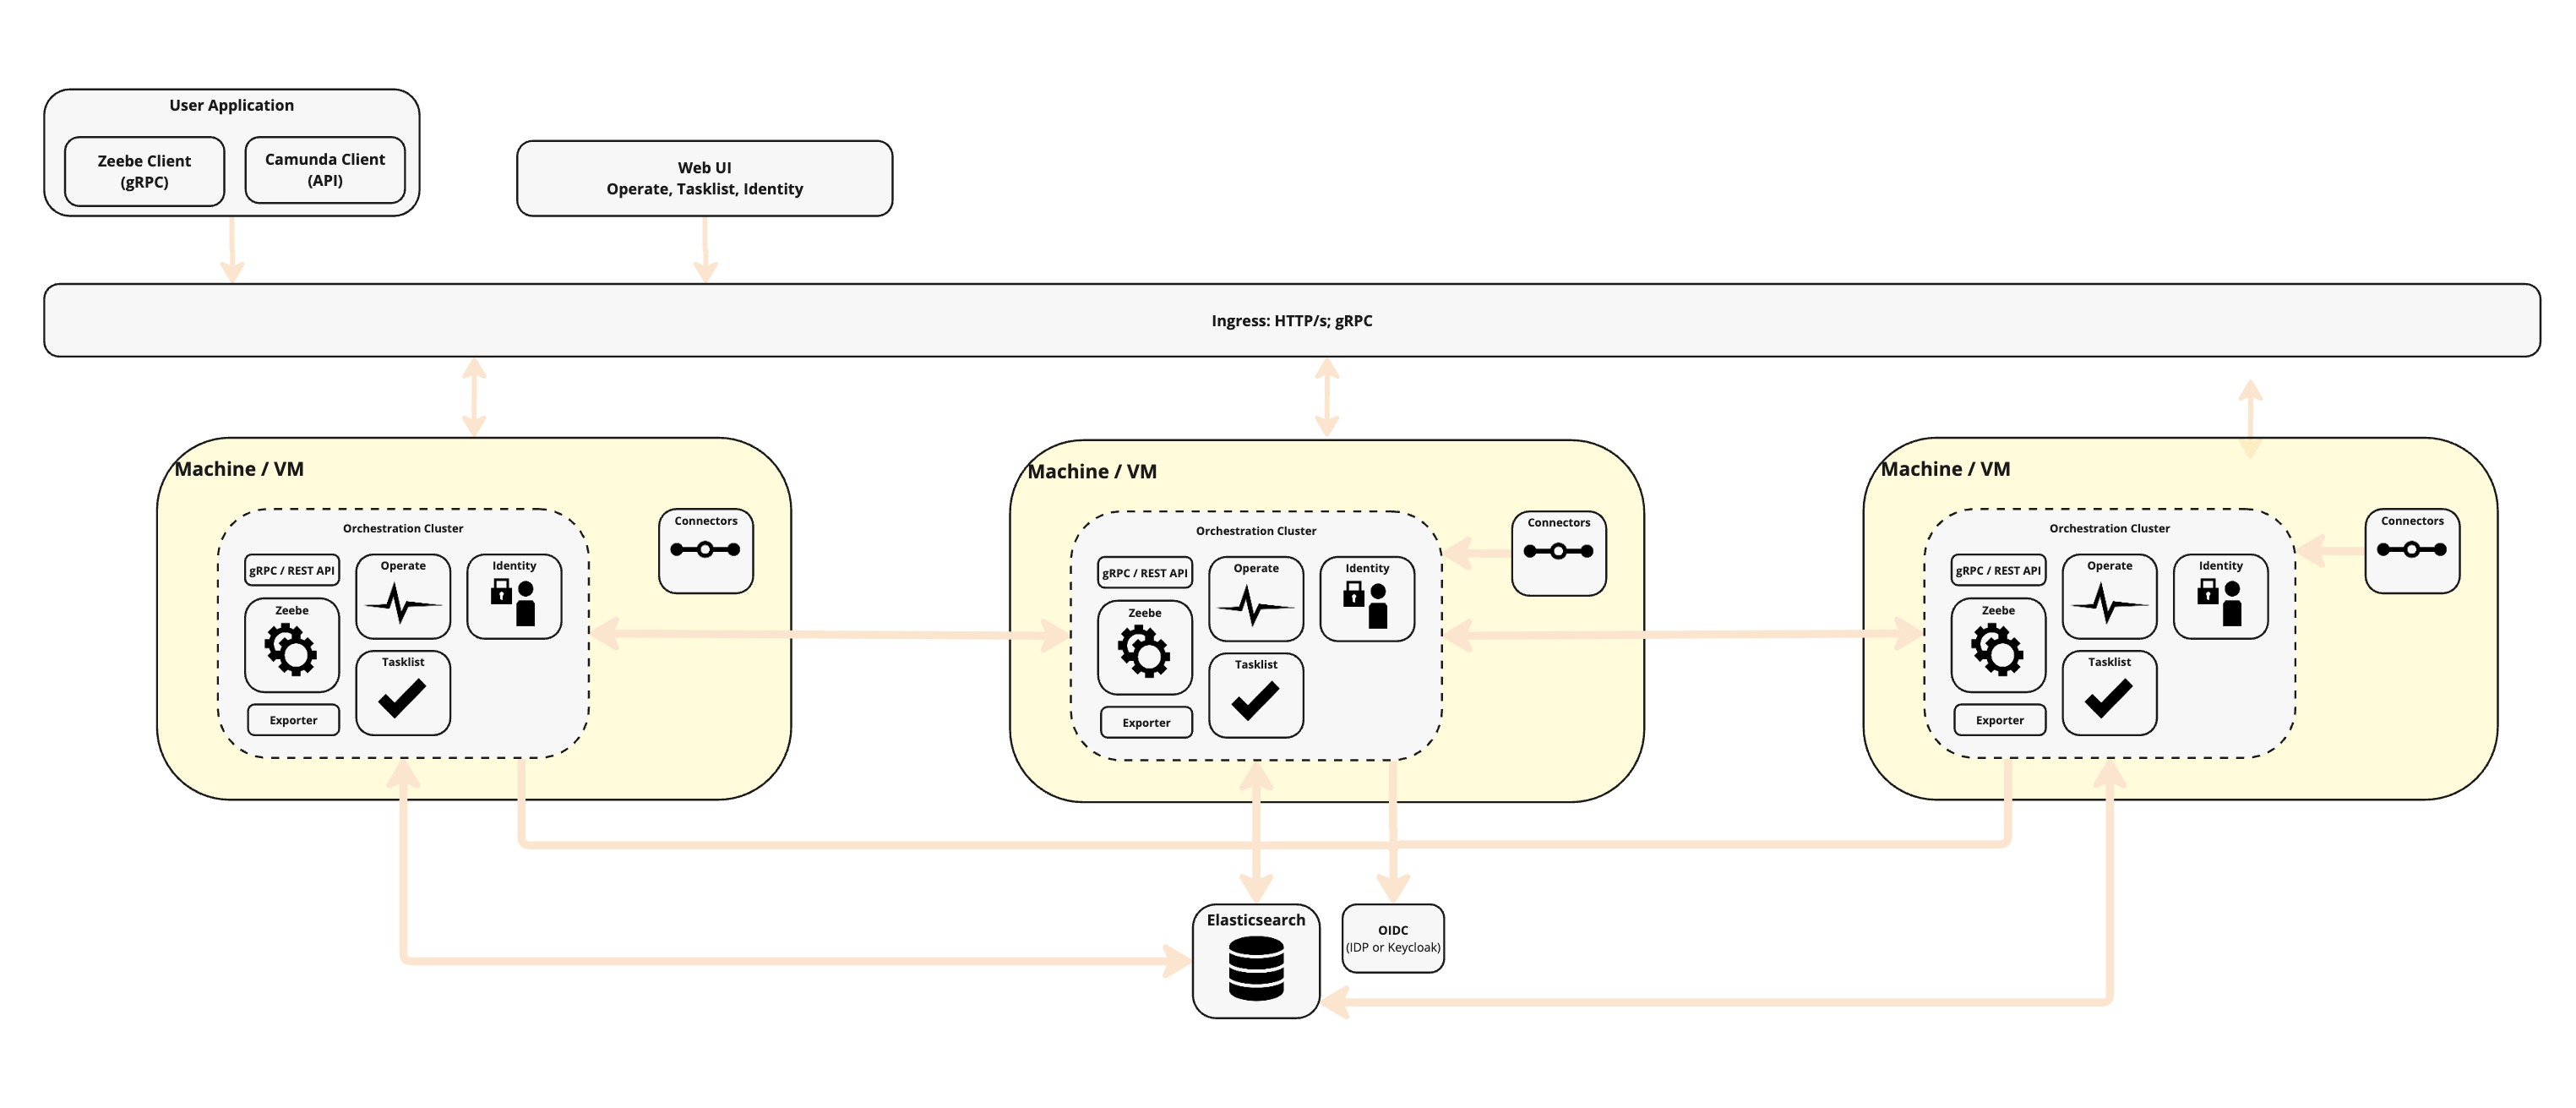 User Application
Zeebe Client
(gRPC)
Camunda Client
(API)
Web UI
Operate, Tasklist, Identity
Ingress: HTTP/s; gRPC
Machine / VM
Orchestration Cluster
gRPC / REST API
Operate
Identity
Zeebe
Tasklist
Exporter
Connectors
Machine / VM
Orchestration Cluster
gRPC / REST API
Operate
Identity
Zeebe
Tasklist
Exporter
Connectors
Machine / VM
Orchestration Cluster
gRPC / REST API
Operate
Identity
Zeebe
Tasklist
Exporter
Connectors
Elasticsearch
OIDC
(IDP or Keycloak)